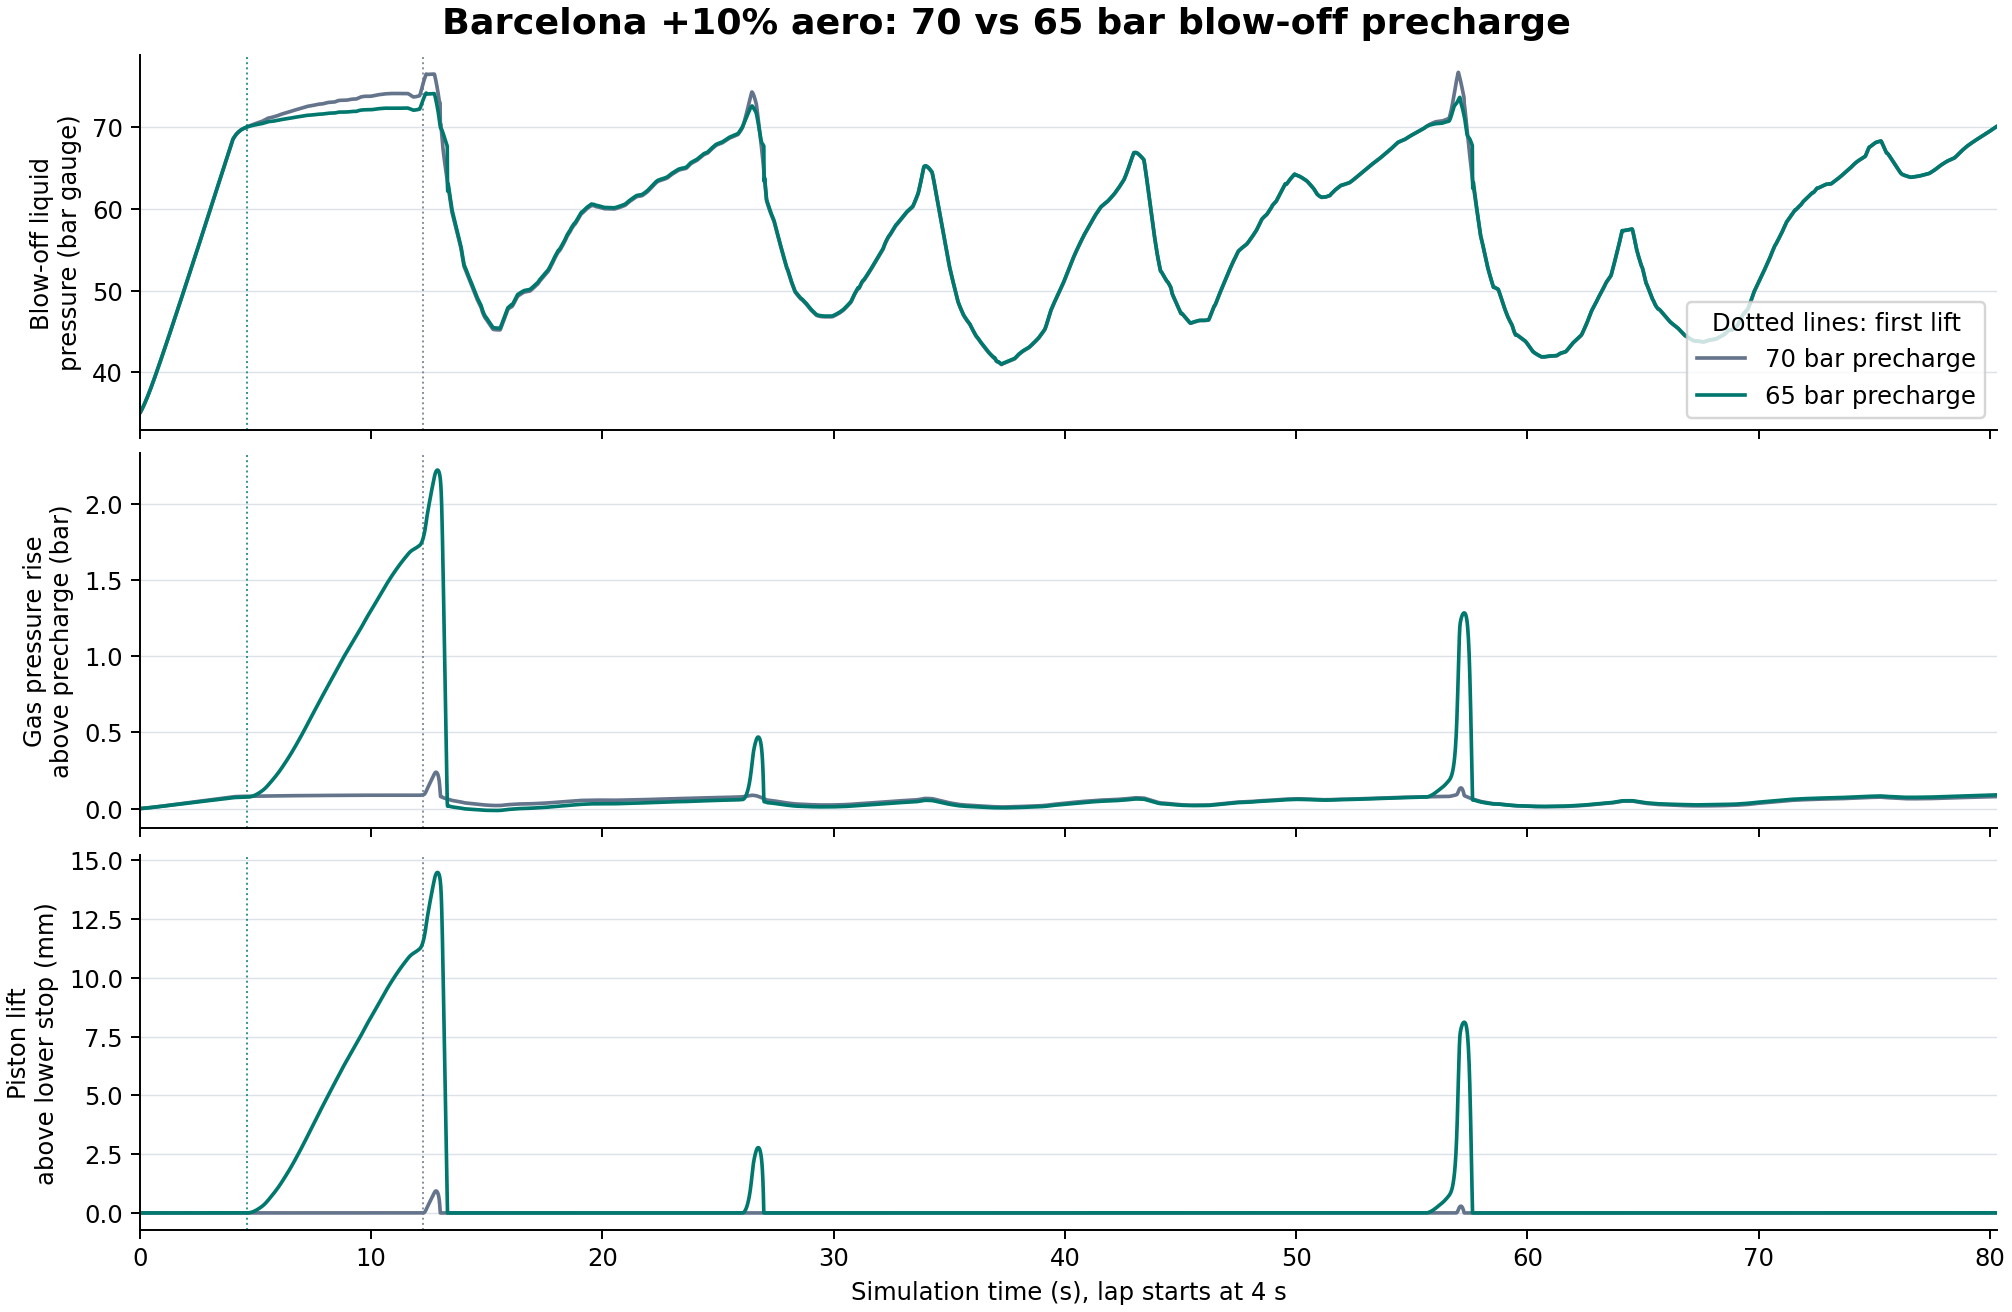 Barcelona +10% aero: 70 vs 65 bar blow-off precharge
Blow-off liquid
pressure (bar gauge)
70
60
50
40
Dotted lines: first lift
70 bar precharge
65 bar precharge
Gas pressure rise
above precharge (bar)
2.0
1.5
1.0
0.5
0.0
Piston lift
above lower stop (mm)
15.0
12.5
10.0
7.5
5.0
2.5
0.0
0
10
20
30
40
50
60
70
80
Simulation time (s), lap starts at 4 s